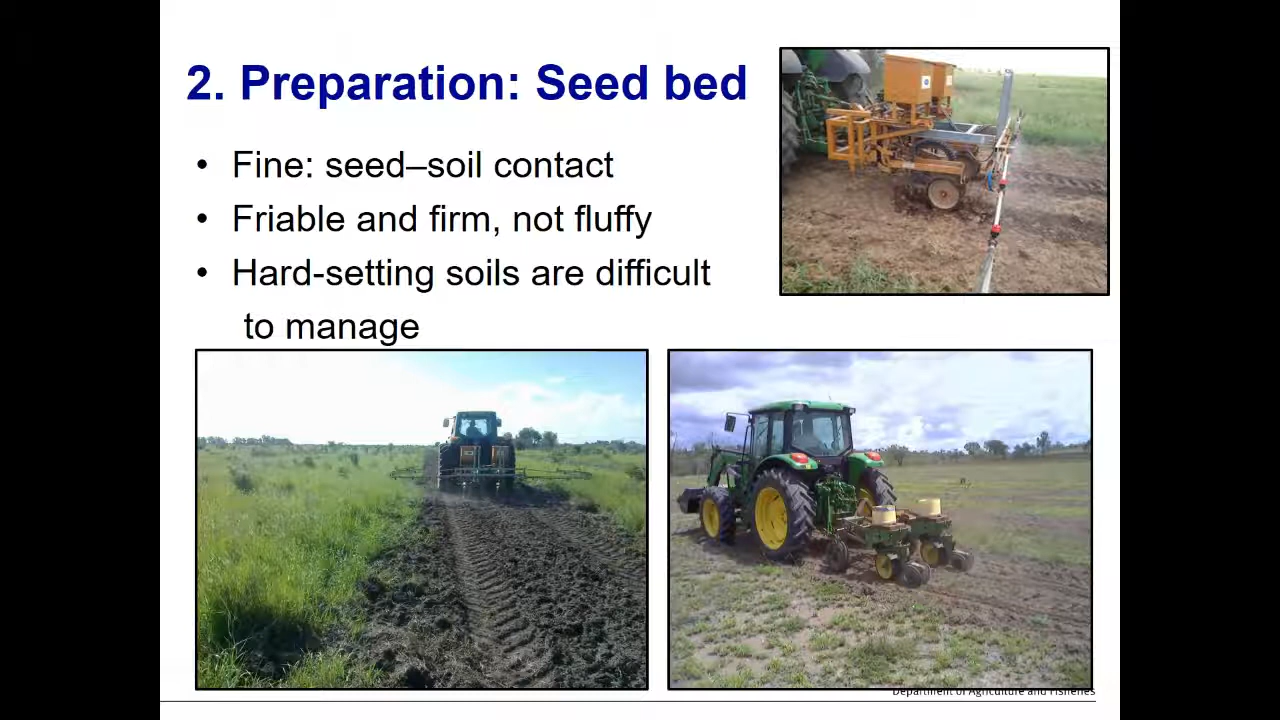 2. Preparation: Seed bed
• Fine: seed–soil contact
• Friable and firm, not fluffy
• Hard-setting soils are difficult
to manage
Department of Agriculture and Fisheries